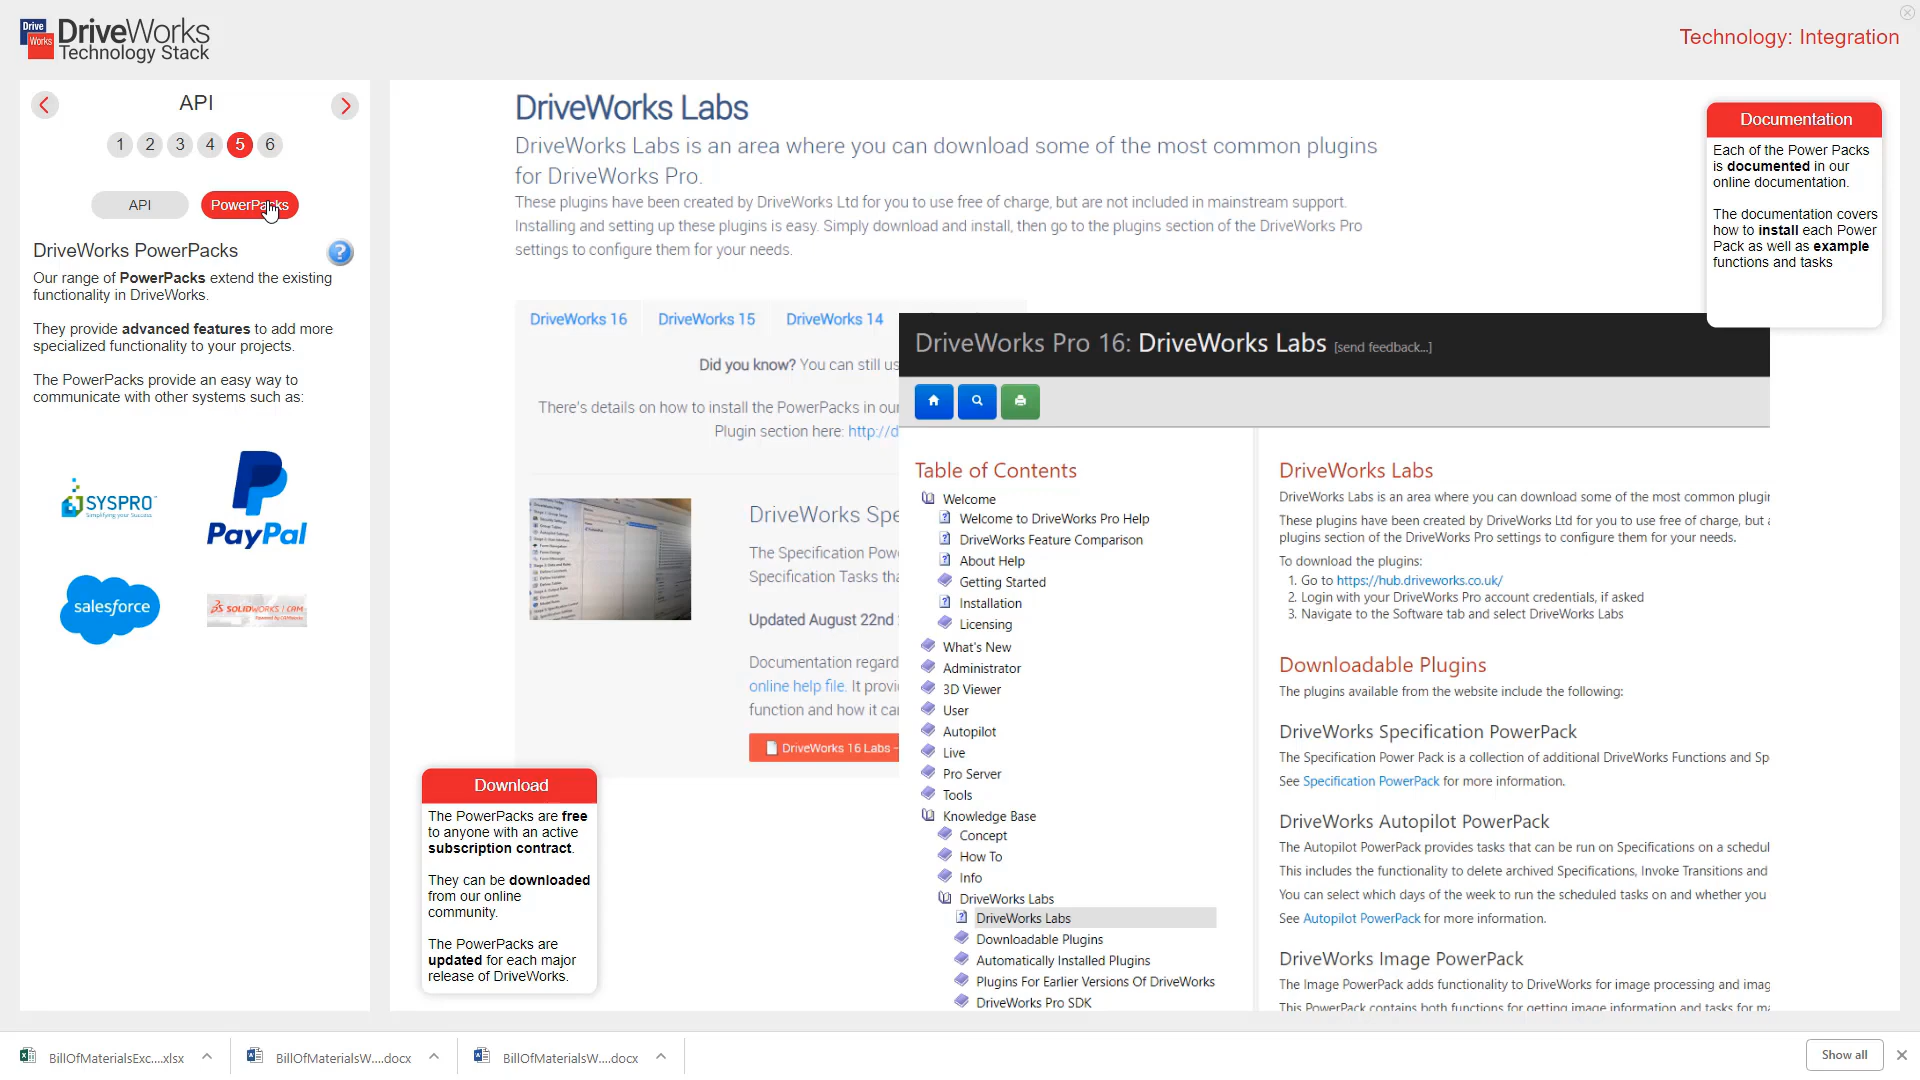 Drive
Works
DriveWorks
Technology Stack
Technology: Integration
API
1 2 3 4 5 6
API
PowerPacks
DriveWorks PowerPacks
Our range of PowerPacks extend the existing
functionality in DriveWorks.
They provide advanced features to add more
specialized functionality to your projects.
The PowerPacks provide an easy way to
communicate with other systems such as:
SYSPRO
Simplifying your Success
PayPal
salesforce
SOLIDWORKS | CAM
DriveWorks Labs
DriveWorks Labs is an area where you can download some of the most common plugins
for DriveWorks Pro.
These plugins have been created by DriveWorks Ltd for you to use free of charge, but are not included in mainstream support.
Installing and setting up these plugins is easy. Simply download and install, then go to the plugins section of the DriveWorks Pro
settings to configure them for your needs.
DriveWorks 16 DriveWorks 15 DriveWorks 14
Did you know? You can still us
There's details on how to install the PowerPacks in our
Plugin section here: http://d
DriveWorks Spe
The Specification Pow
Specification Tasks tha
Updated August 22nd
Documentation regard
online help file. It provi
function and how it ca
DriveWorks 16 Labs -
Download
The PowerPacks are free
to anyone with an active
subscription contract.
They can be downloaded
from our online
community.
The PowerPacks are
updated for each major
release of DriveWorks.
DriveWorks Pro 16: DriveWorks Labs [send feedback...]
Table of Contents
Welcome
Welcome to DriveWorks Pro Help
DriveWorks Feature Comparison
About Help
Getting Started
Installation
Licensing
What's New
Administrator
3D Viewer
User
Autopilot
Live
Pro Server
Tools
Knowledge Base
Concept
How To
Info
DriveWorks Labs
DriveWorks Labs
Downloadable Plugins
Automatically Installed Plugins
Plugins For Earlier Versions Of DriveWorks
DriveWorks Pro SDK
DriveWorks Labs
DriveWorks Labs is an area where you can download some of the most common plugin
These plugins have been created by DriveWorks Ltd for you to use free of charge, but a
plugins section of the DriveWorks Pro settings to configure them for your needs.
To download the plugins:
1. Go to https://hub.driveworks.co.uk/
2. Login with your DriveWorks Pro account credentials, if asked
3. Navigate to the Software tab and select DriveWorks Labs
Downloadable Plugins
The plugins available from the website include the following:
DriveWorks Specification PowerPack
The Specification Power Pack is a collection of additional DriveWorks Functions and Sp
See Specification PowerPack for more information.
DriveWorks Autopilot PowerPack
The Autopilot PowerPack provides tasks that can be run on Specifications on a schedul
This includes the functionality to delete archived Specifications, Invoke Transitions and
You can select which days of the week to run the scheduled tasks on and whether you
See Autopilot PowerPack for more information.
DriveWorks Image PowerPack
The Image PowerPack adds functionality to DriveWorks for image processing and imag
This PowerPack contains both functions for getting image information and tasks for ma
Documentation
Each of the Power Packs
is documented in our
online documentation.
The documentation covers
how to install each Power
Pack as well as example
functions and tasks
BillOfMaterialsExc....xlsx
BillOfMaterialsW....docx
BillOfMaterialsW....docx
Show all